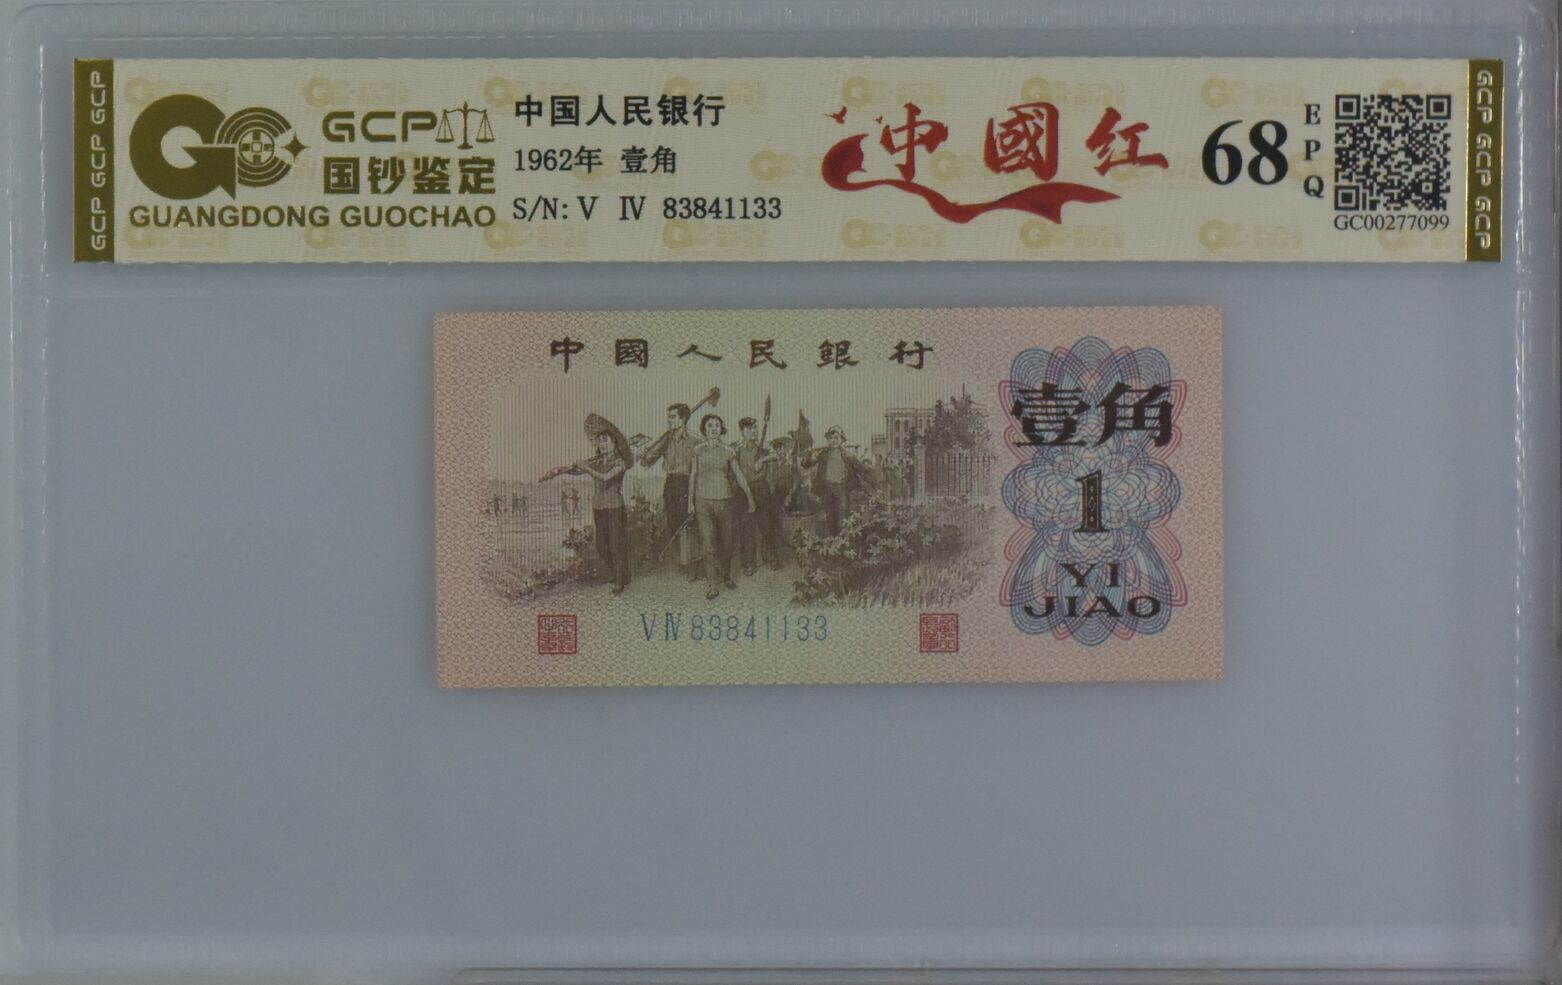 GCP GCP GCP
GCP
国钞鉴定
GUANGDONG GUOCHAO
中国人民银行
1962年 壹角
S/N: V Ⅳ 83841133
中國红
68
EPQ
GC00277099
GCP GCP GCP
中國人民銀行
壹角
1
YI
JIAO
VⅣ83841133